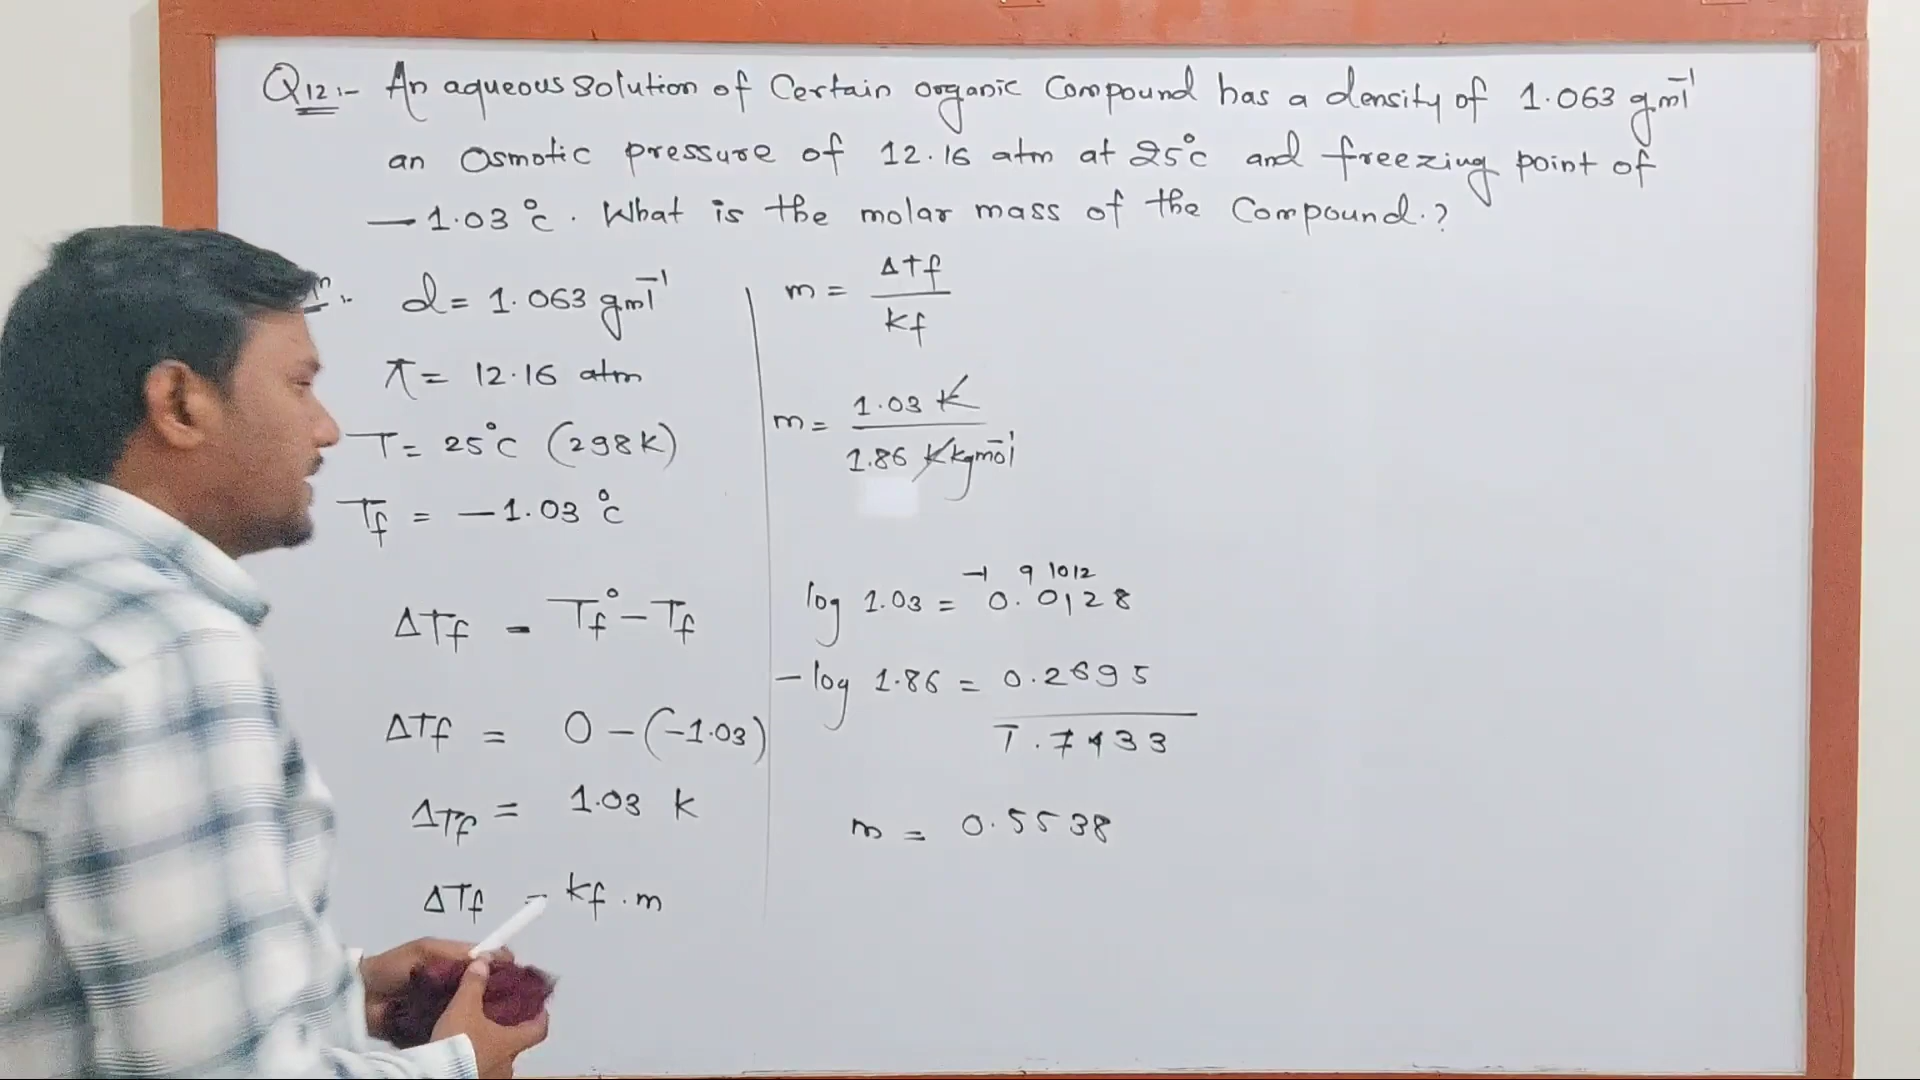 Q12:- An aqueous solution of Certain organic Compound has a density of 1.063 gml⁻¹
an Osmotic pressure of 12.16 atm at 25°c and freezing point of
-1.03 °c. What is the molar mass of the Compound.?
d = 1.063 gml⁻¹
π = 12.16 atm
T = 25°c (298K)
Tf = -1.03 °c
ΔTf = Tf° - Tf
ΔTf = 0 - (-1.03)
ΔTf = 1.03 k
ΔTf = kf . m
m = ΔTf / kf
m = 1.03 K / 1.86 K kg mol⁻¹
-1 9 10 12
log 1.03 = 0.0128
- log 1.86 = 0.2695
1̅.7433
m = 0.5538